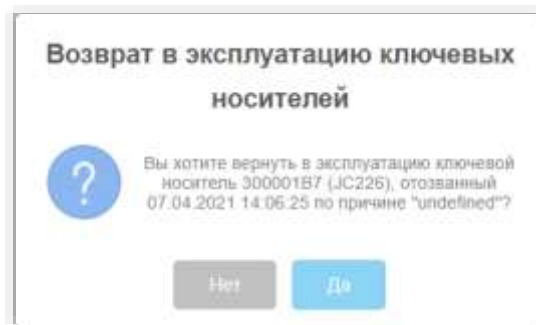 Возврат в эксплуатацию ключевых
носителей
?
Вы хотите вернуть в эксплуатацию ключевой
носитель 300001B7 (JC226), отозванный
07.04.2021 14:06:25 по причине "undefined"?
Нет
Да